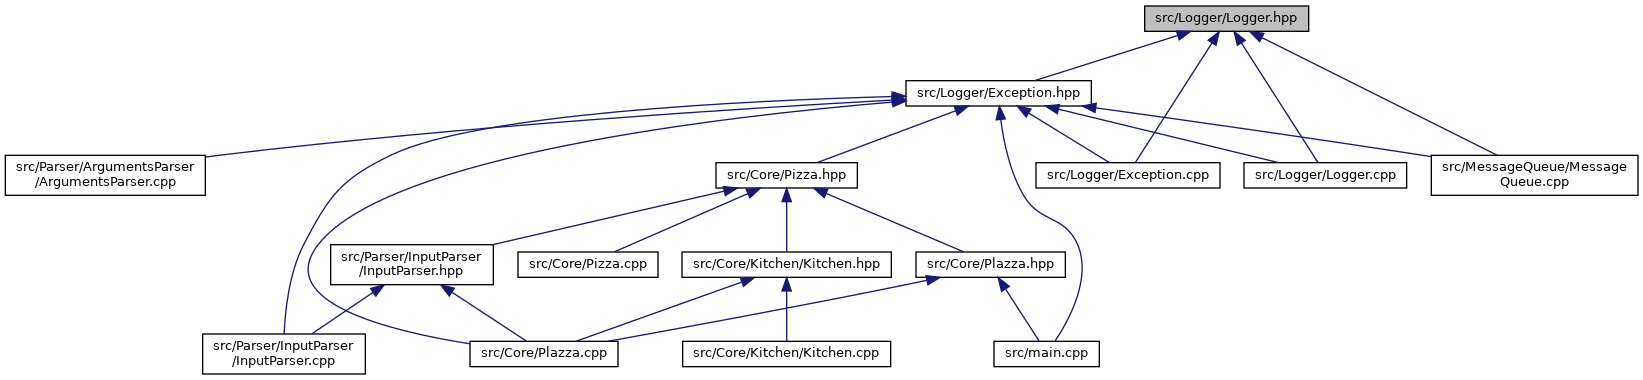 src/Logger/Logger.hpp
src/Logger/Exception.hpp
src/Parser/ArgumentsParser
/ArgumentsParser.cpp
src/Core/Pizza.hpp
src/Logger/Exception.cpp
src/Logger/Logger.cpp
src/MessageQueue/Message
Queue.cpp
src/Parser/InputParser
/InputParser.hpp
src/Core/Pizza.cpp
src/Core/Kitchen/Kitchen.hpp
src/Core/Plazza.hpp
src/Parser/InputParser
/InputParser.cpp
src/Core/Plazza.cpp
src/Core/Kitchen/Kitchen.cpp
src/main.cpp